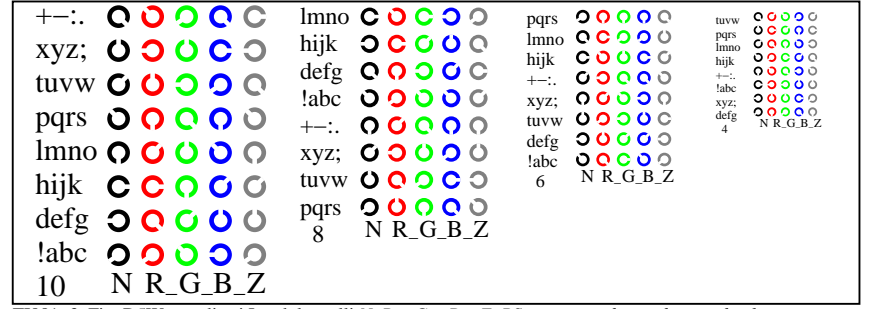 +−:.
xyz;
tuvw
pqrs
lmno
hijk
defg
!abc
10 N R_G_B_Z
lmno
hijk
defg
!abc
+−:.
xyz;
tuvw
pqrs
8 N R_G_B_Z
pqrs
lmno
hijk
+−:.
xyz;
tuvw
defg
!abc
6 N R_G_B_Z
tuvw
pqrs
lmno
hijk
+−:.
!abc
xyz;
defg
4 N R_G_B_Z